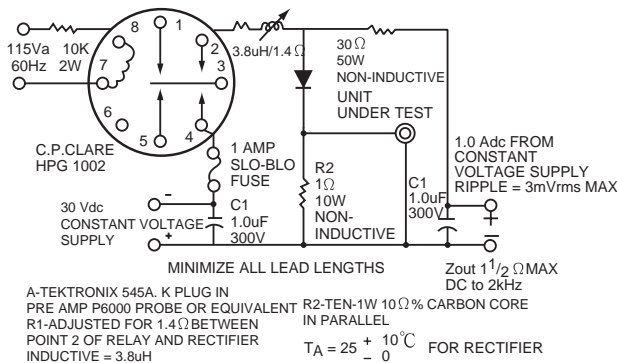 115Va
60Hz
10K
2W
8
1
2
7
3
6
5
4
3.8uH/1.4Ω
30Ω
50W
NON-INDUCTIVE
UNIT
UNDER TEST
C.P.CLARE
HPG 1002
1 AMP
SLO-BLO
FUSE
R2
1Ω
10W
NON-
INDUCTIVE
C1
1.0uF
300V
1.0 Adc FROM
CONSTANT
VOLTAGE SUPPLY
RIPPLE = 3mVrms MAX
+
−
−
30 Vdc
CONSTANT VOLTAGE
SUPPLY
+
C1
1.0uF
300V
MINIMIZE ALL LEAD LENGTHS
Zout 1 1/2 Ω MAX
DC to 2kHz
A-TEKTRONIX 545A. K PLUG IN
PRE AMP P6000 PROBE OR EQUIVALENT
R1-ADJUSTED FOR 1.4Ω BETWEEN
POINT 2 OF RELAY AND RECTIFIER
INDUCTIVE = 3.8uH
R2-TEN-1W 10Ω% CARBON CORE
IN PARALLEL
TA = 25 + 10℃ − 0 FOR RECTIFIER